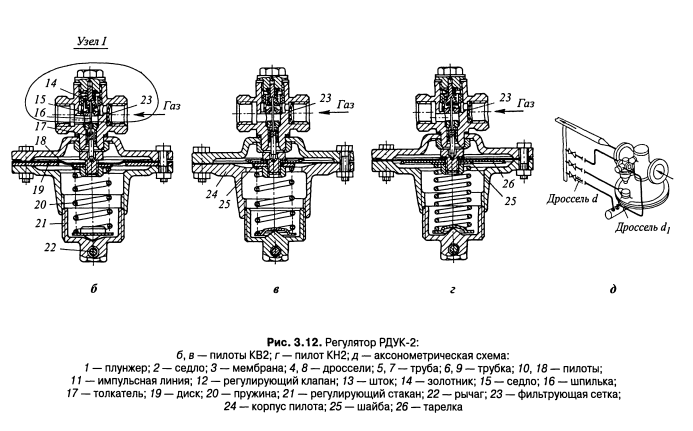 Узел I
14
15
16
17
18
19
20
21
22
23
Газ
23
Газ
24
25
23
Газ
26
25
Дроссель d
Дроссель d₁
б
в
г
д
Рис. 3.12. Регулятор РДУК-2:
б, в — пилоты КВ2; г — пилот КН2; д — аксонометрическая схема:
1 — плунжер; 2 — седло; 3 — мембрана; 4, 8 — дроссели; 5, 7 — труба; 6, 9 — трубка; 10, 18 — пилоты;
11 — импульсная линия; 12 — регулирующий клапан; 13 — шток; 14 — золотник; 15 — седло; 16 — шпилька;
17 — толкатель; 19 — диск; 20 — пружина; 21 — регулирующий стакан; 22 — рычаг; 23 — фильтрующая сетка;
24 — корпус пилота; 25 — шайба; 26 — тарелка